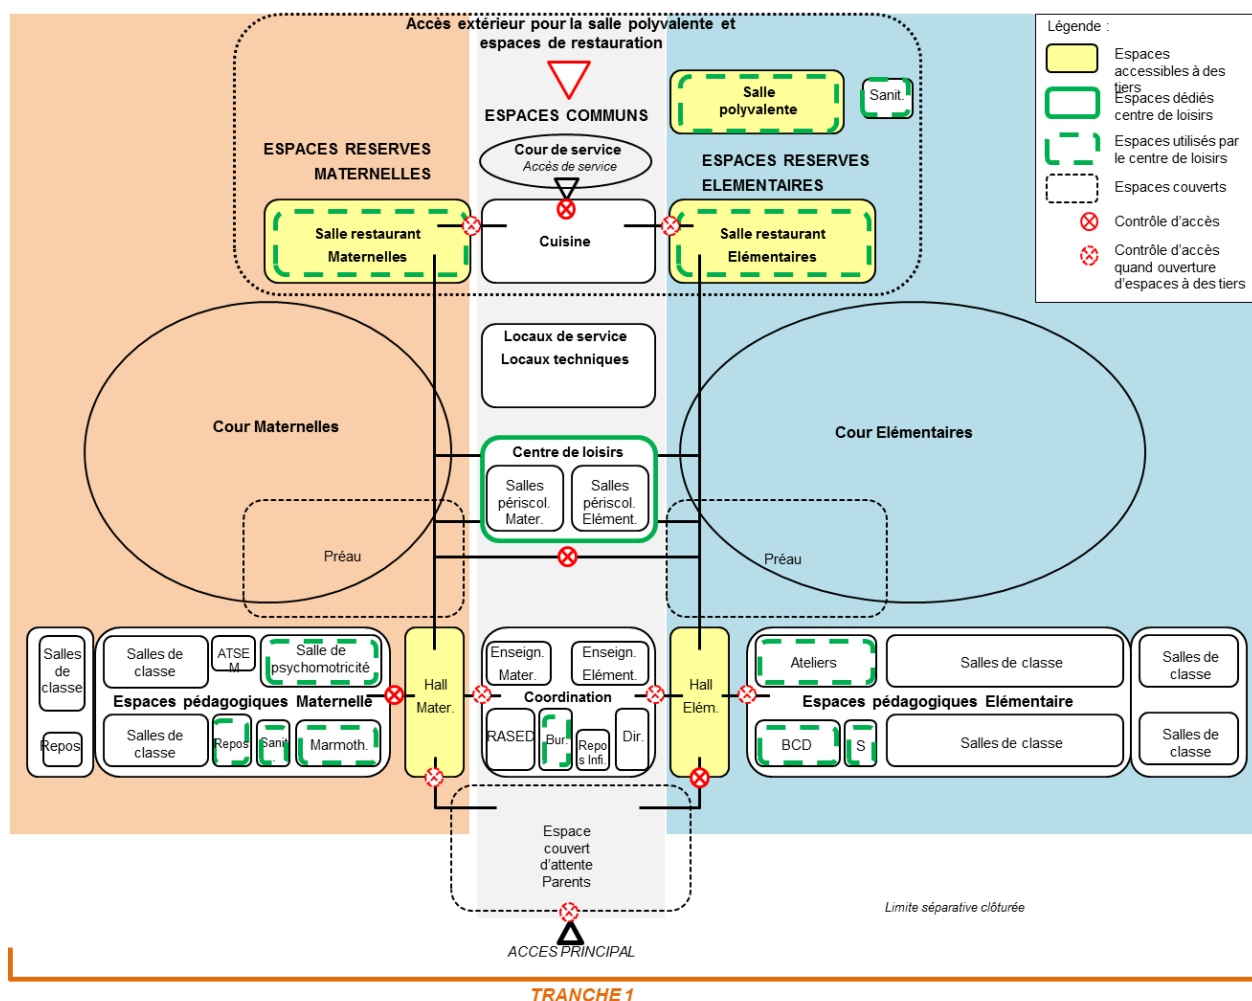 Accès extérieur pour la salle polyvalente et
espaces de restauration
Légende :
Espaces
accessibles à des
tiers
Espaces dédiés
centre de loisirs
Espaces utilisés par
le centre de loisirs
Espaces couverts
Contrôle d'accès
Contrôle d'accès
quand ouverture
d'espaces à des
tiers
Salle
polyvalente
Sanit.
ESPACES COMMUNS
ESPACES RESERVES
MATERNELLES
Cour de service
Accès de service
ESPACES RESERVES
ELEMENTAIRES
Salle restaurant
Maternelles
Cuisine
Salle restaurant
Elémentaires
Locaux de service
Locaux techniques
Cour Maternelles
Cour Elémentaires
Centre de loisirs
Salles
périscol.
Mater.
Salles
périscol.
Elément.
Préau
Préau
Salles
de
classe
Repos
Salles de
classe
ATSE
M
Salle de
psychomotricité
Espaces pédagogiques Maternelle
Salles de
classe
Repos
Sanit
.
Marmoth.
Hall
Mater.
Enseign.
Mater.
Enseign.
Elément.
Coordination
RASED
Bur.
Repo
s Infi.
Dir.
Hall
Elém.
Ateliers
Salles de classe
Espaces pédagogiques Elémentaire
BCD
S
Salles de classe
Salles de
classe
Salles de
classe
Espace
couvert
d'attente
Parents
Limite séparative clôturée
ACCES PRINCIPAL
TRANCHE 1